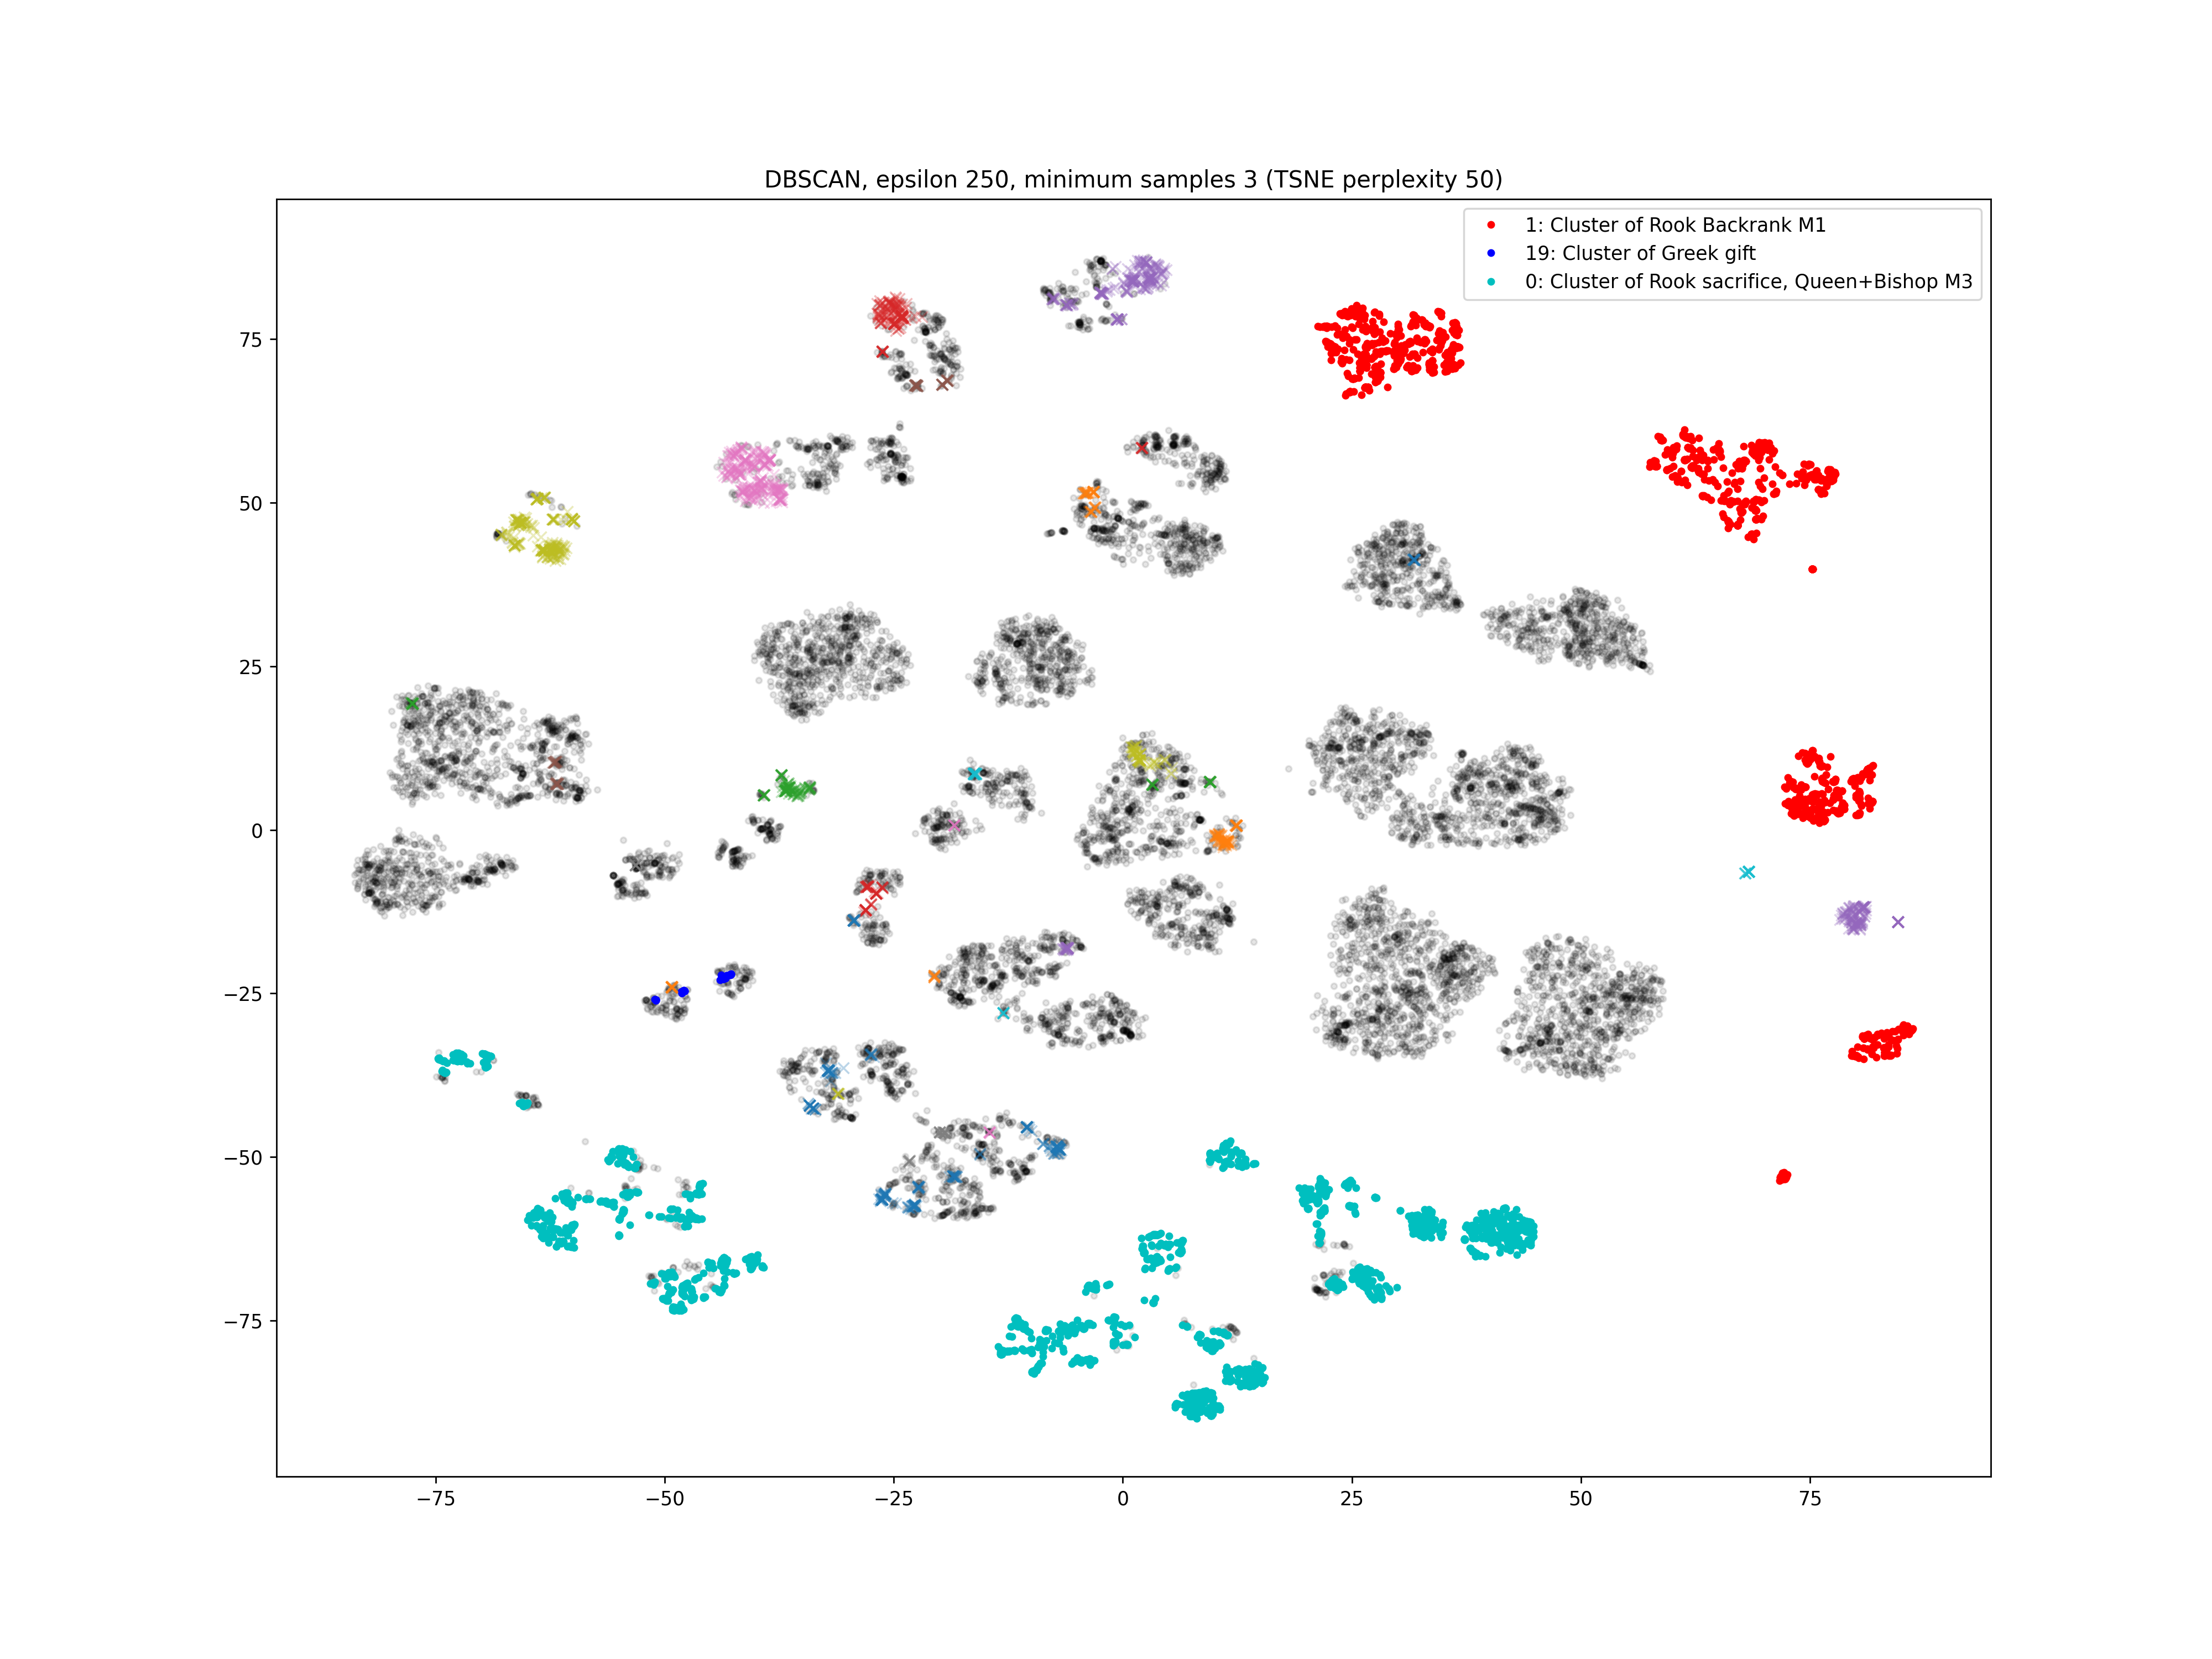 DBSCAN, epsilon 250, minimum samples 3 (TSNE perplexity 50)
1: Cluster of Rook Backrank M1
19: Cluster of Greek gift
0: Cluster of Rook sacrifice, Queen+Bishop M3
75
50
25
0
−25
−50
−75
−75 −50 −25 0 25 50 75